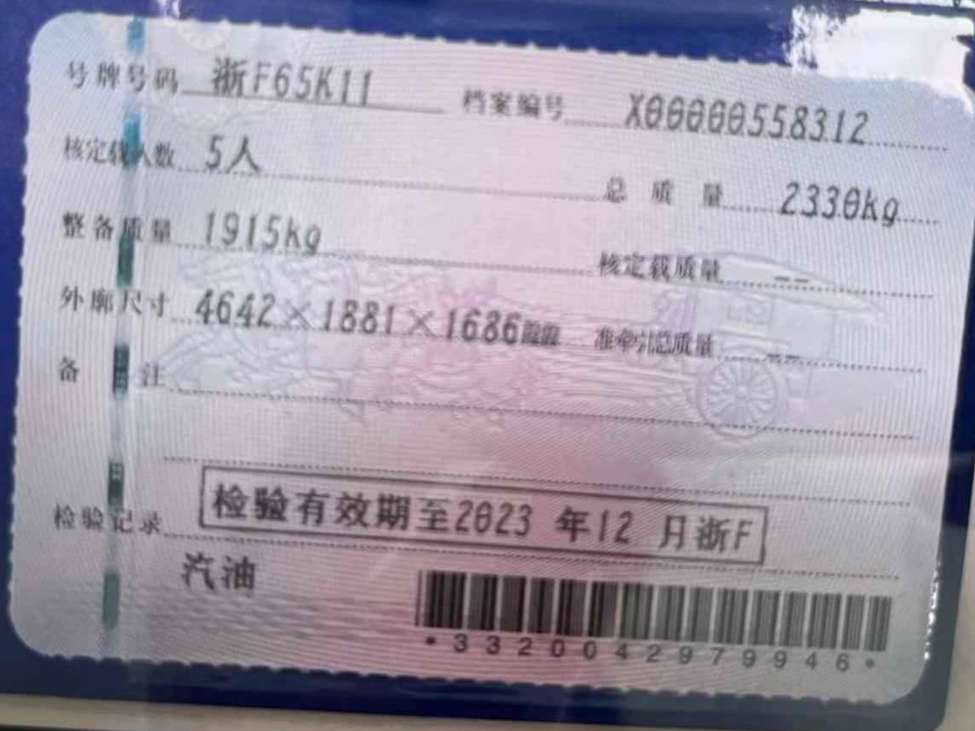 号牌号码 浙F65K11 档案编号 X00000558312
核定载人数 5人 总质量 2330kg
整备质量 1915kg 核定载质量 --
外廓尺寸 4642×1881×1686mm 准牵引总质量 --
备注
检验记录 检验有效期至2023 年12 月浙F
汽油
*3320042979946*